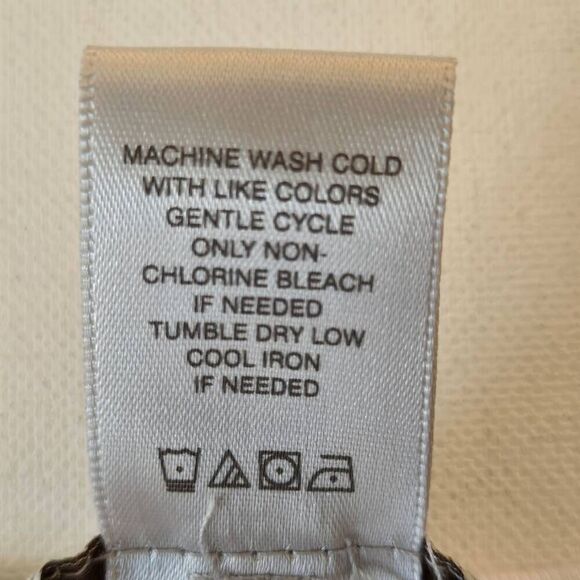 MACHINE WASH COLD
WITH LIKE COLORS
GENTLE CYCLE
ONLY NON-
CHLORINE BLEACH
IF NEEDED
TUMBLE DRY LOW
COOL IRON
IF NEEDED